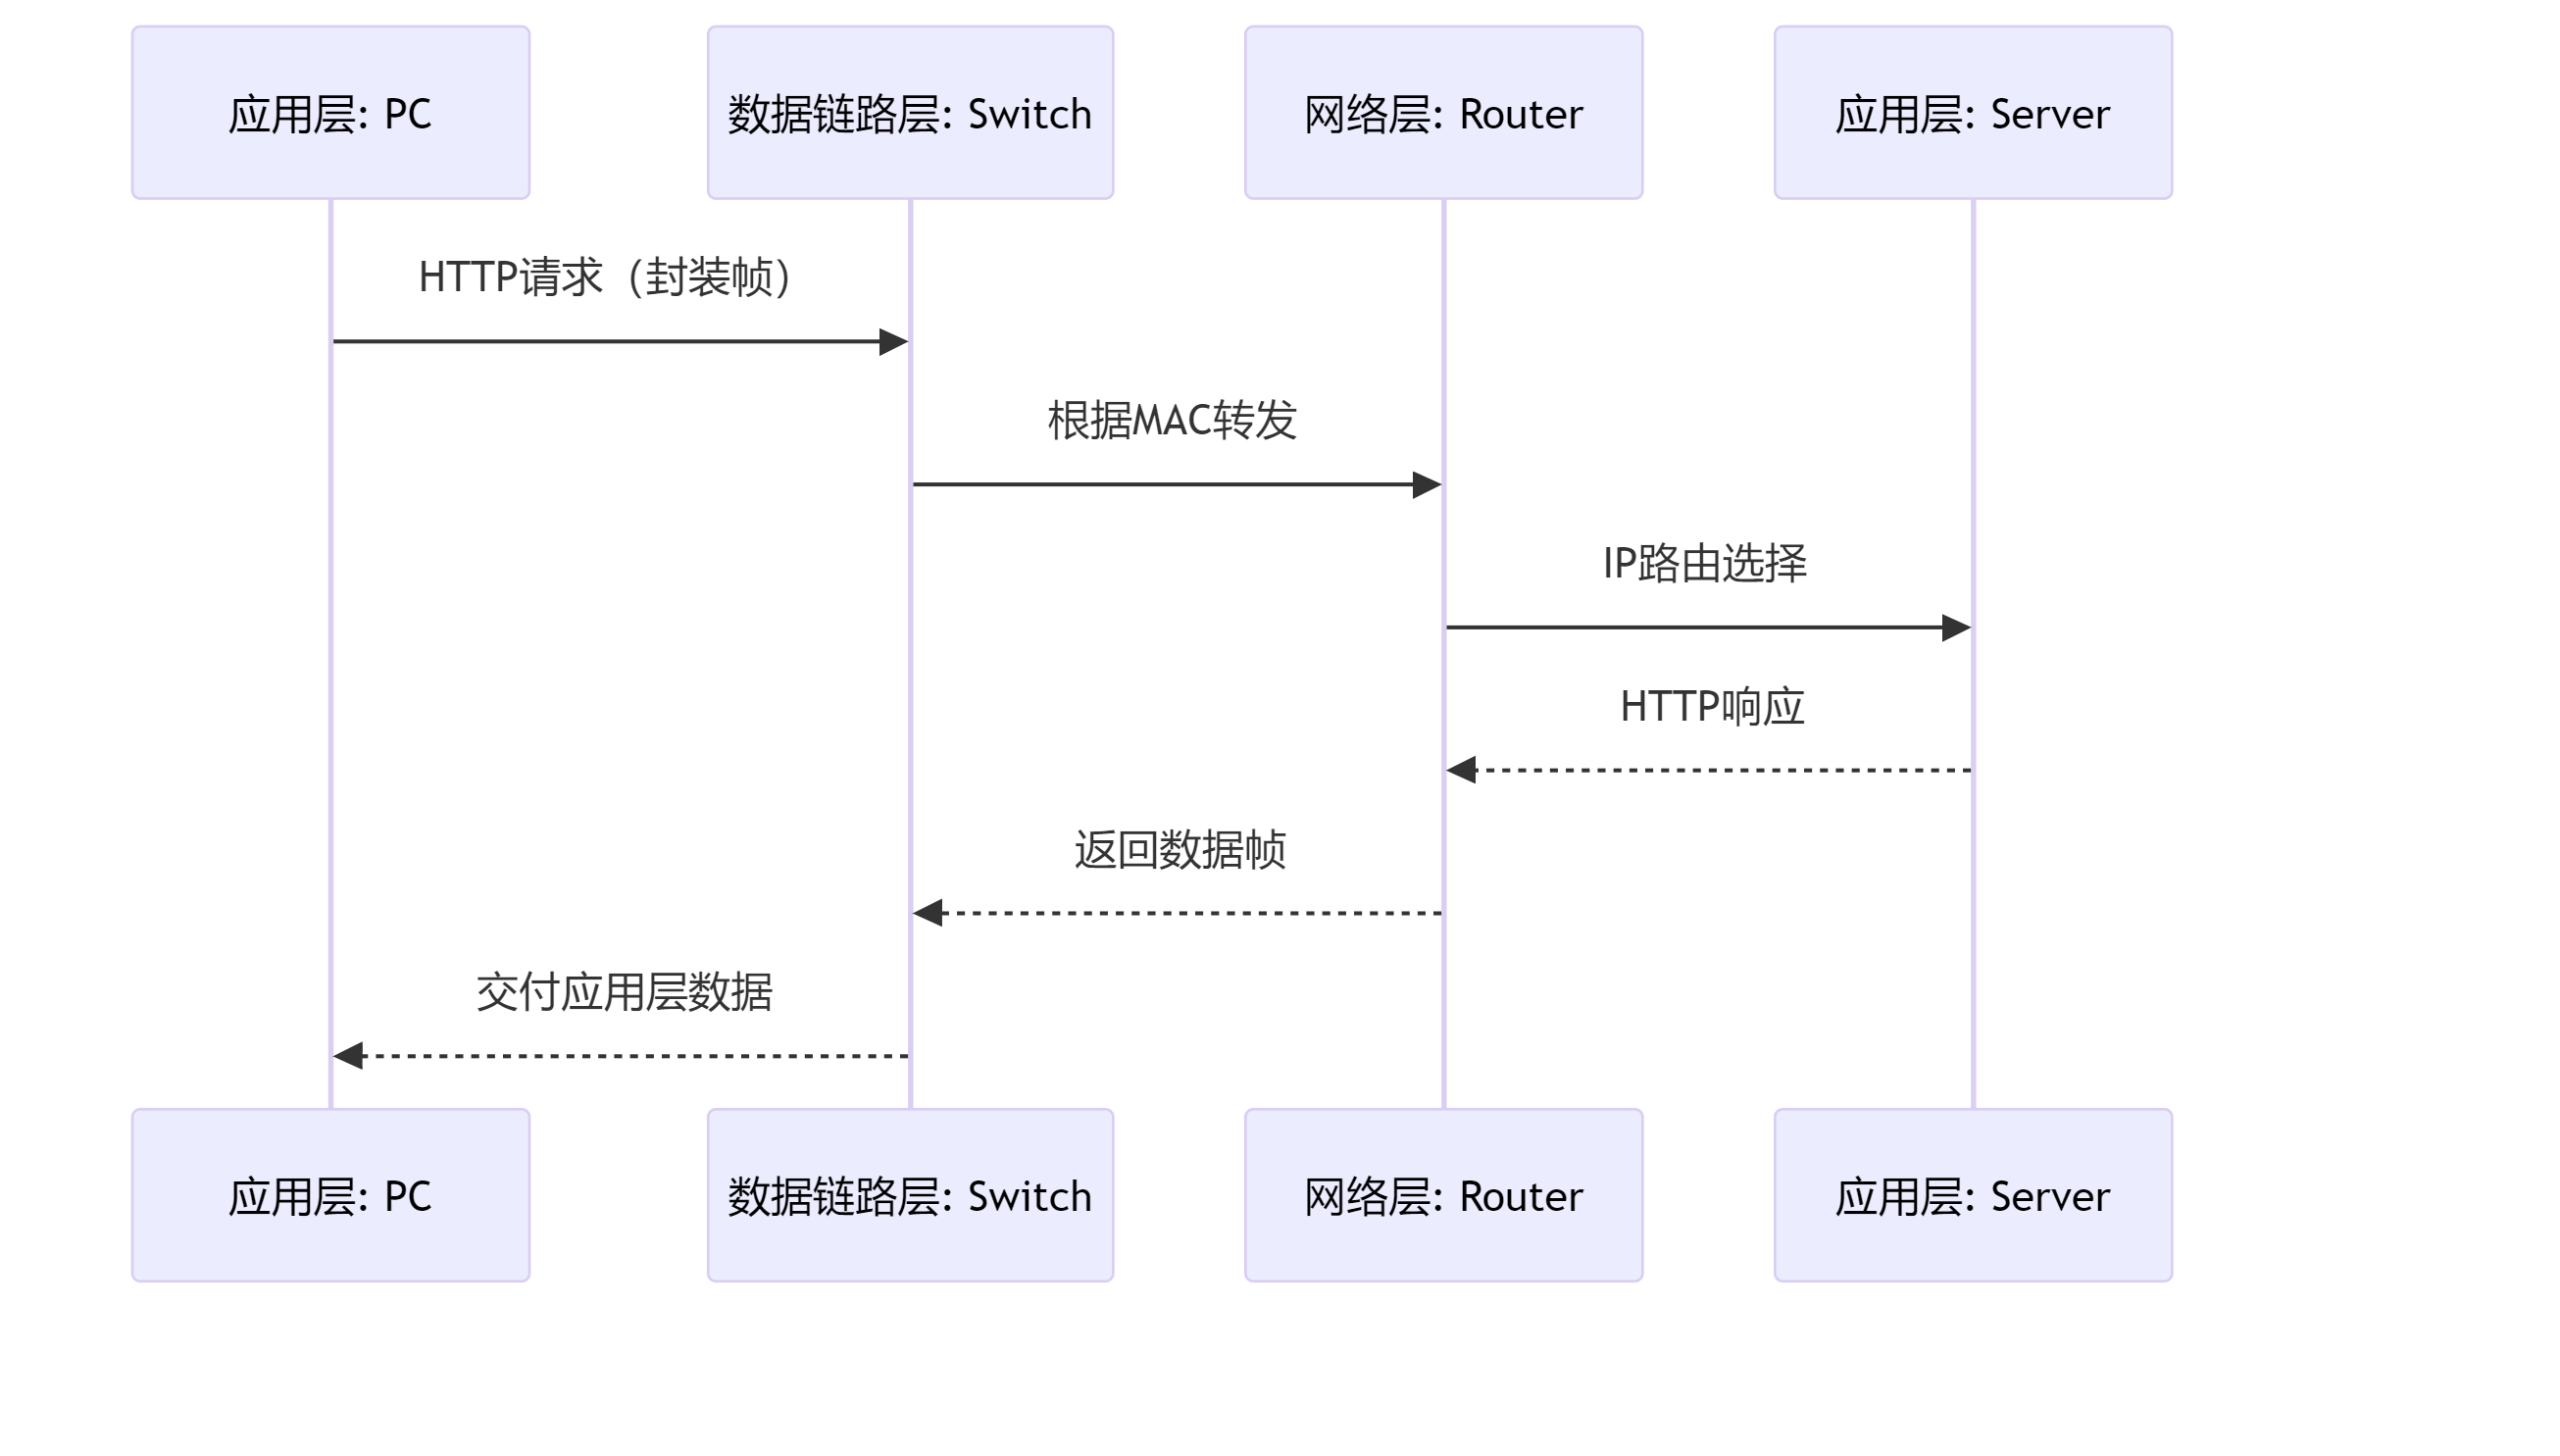 应用层: PC
数据链路层: Switch
网络层: Router
应用层: Server
HTTP请求（封装帧）
根据MAC转发
IP路由选择
HTTP响应
返回数据帧
交付应用层数据
应用层: PC
数据链路层: Switch
网络层: Router
应用层: Server